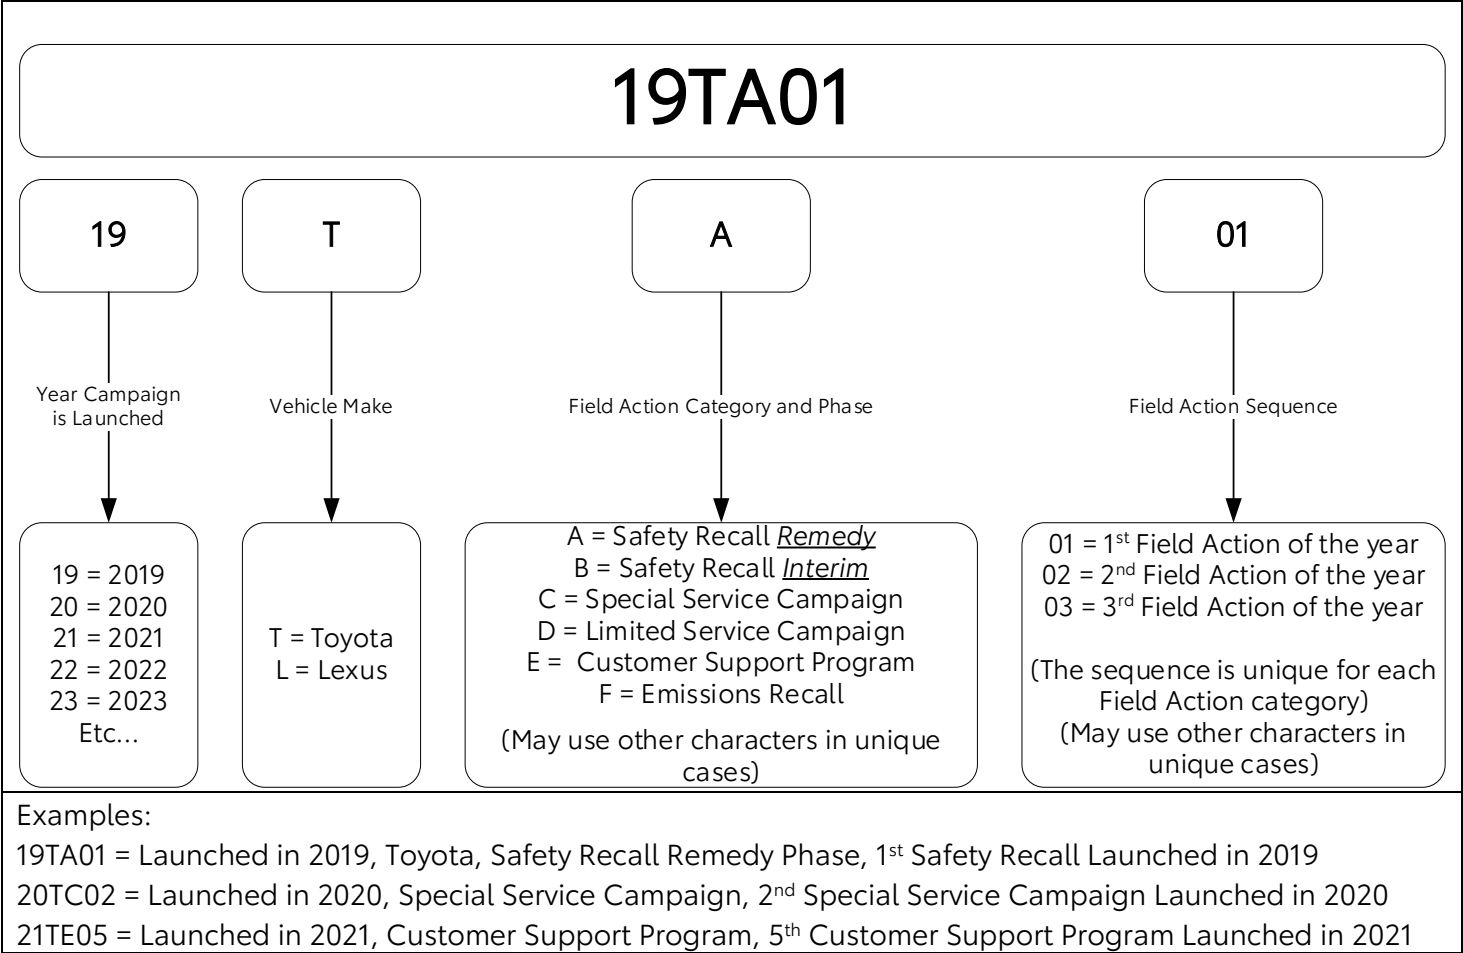 19TA01
19
T
A
01
Year Campaign
is Launched
Vehicle Make
Field Action Category and Phase
Field Action Sequence
19 = 2019
20 = 2020
21 = 2021
22 = 2022
23 = 2023
Etc...
T = Toyota
L = Lexus
A = Safety Recall Remedy
B = Safety Recall Interim
C = Special Service Campaign
D = Limited Service Campaign
E =  Customer Support Program
F = Emissions Recall
(May use other characters in unique
cases)
01 = 1st Field Action of the year
02 = 2nd Field Action of the year
03 = 3rd Field Action of the year
(The sequence is unique for each
Field Action category)
(May use other characters in
unique cases)
Examples:
19TA01 = Launched in 2019, Toyota, Safety Recall Remedy Phase, 1st Safety Recall Launched in 2019
20TC02 = Launched in 2020, Special Service Campaign, 2nd Special Service Campaign Launched in 2020
21TE05 = Launched in 2021, Customer Support Program, 5th Customer Support Program Launched in 2021